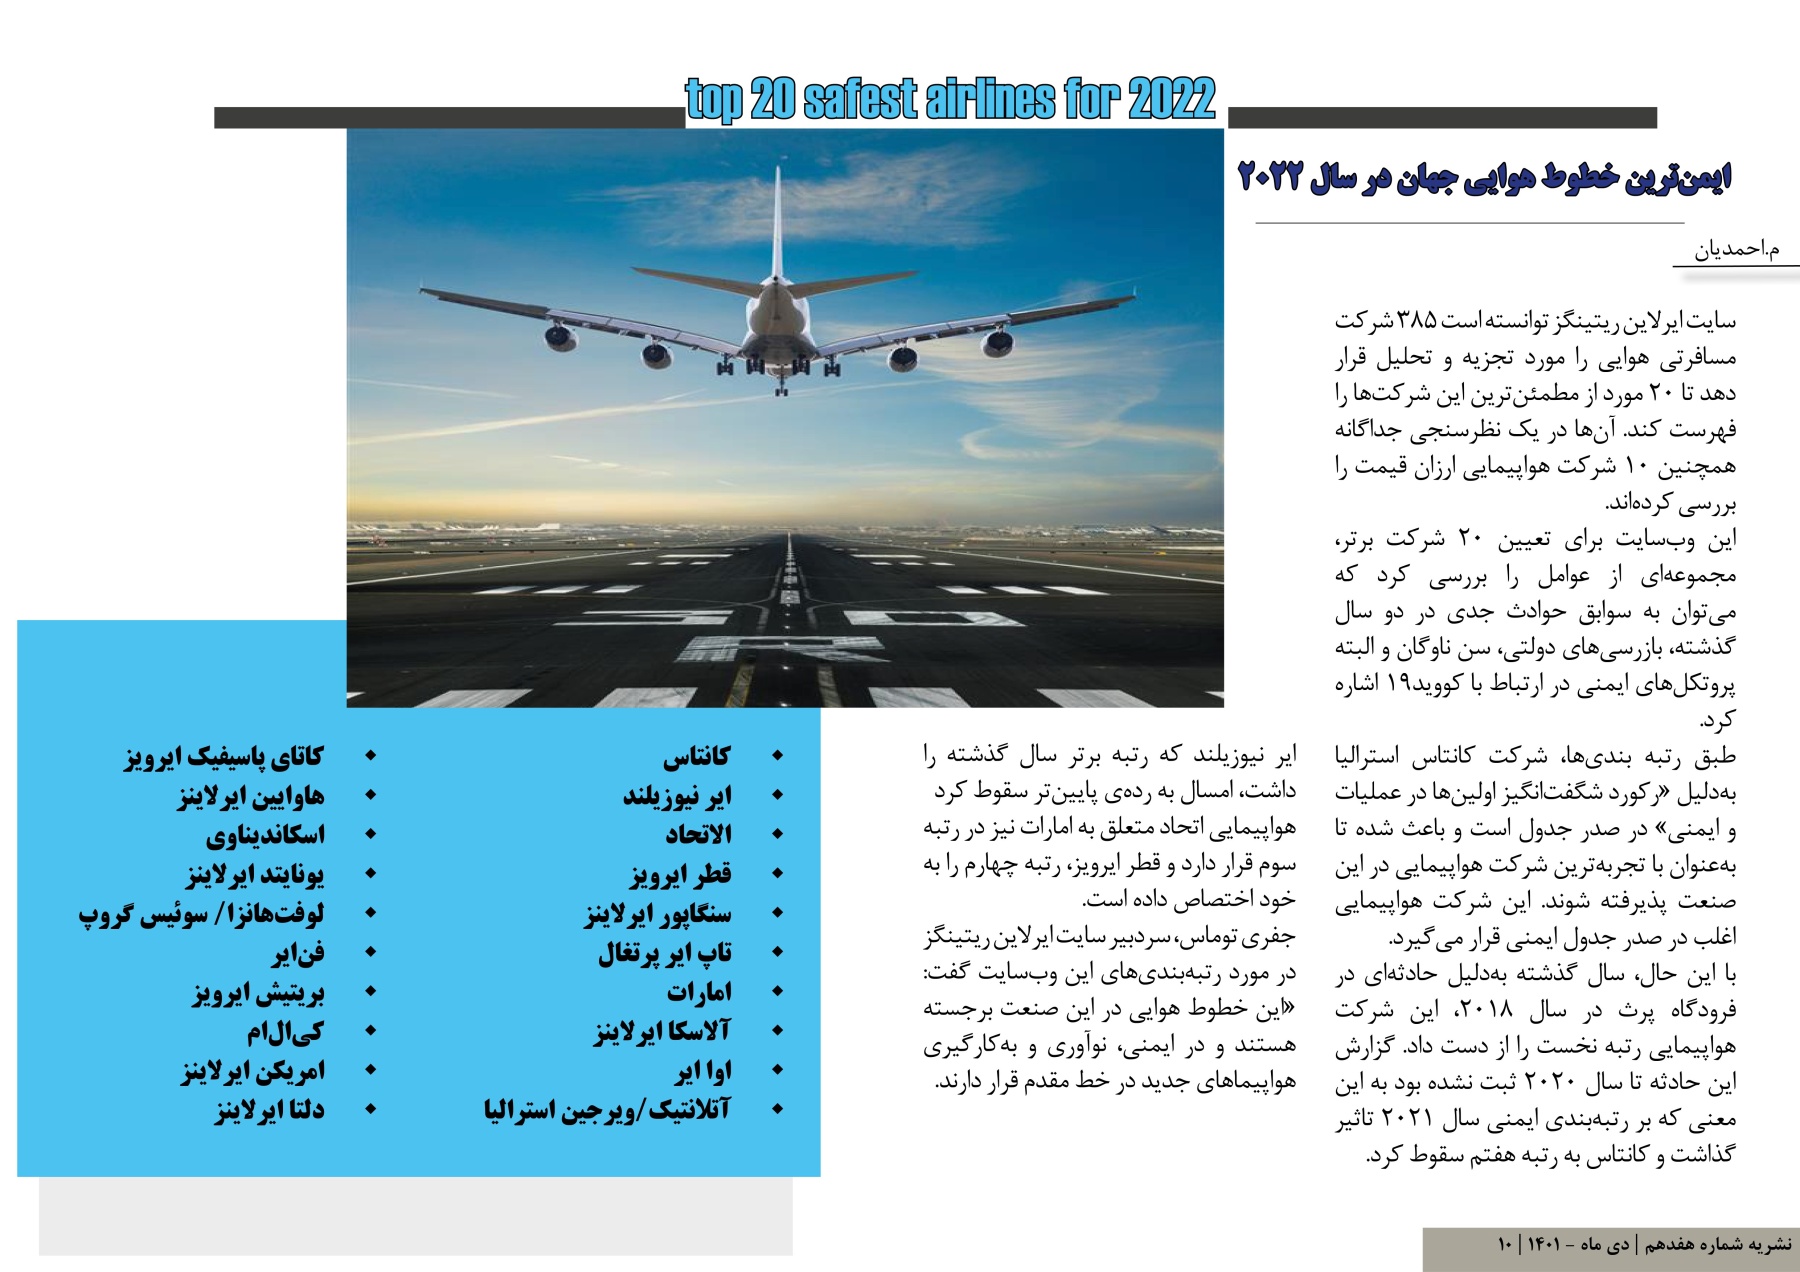 top 20 safest airlines for 2022
ایمن‌ترین خطوط هوایی جهان در سال ۲۰۲۲
م.احمدیان
سایت ایرلاین ریتینگز توانسته است ۳۸۵ شرکت
مسافرتی هوایی را مورد تجزیه و تحلیل قرار
دهد تا ۲۰ مورد از مطمئن‌ترین این شرکت‌ها را
فهرست کند. آن‌ها در یک نظرسنجی جداگانه
همچنین ۱۰ شرکت هواپیمایی ارزان قیمت را
بررسی کرده‌اند.
این وب‌سایت برای تعیین ۲۰ شرکت برتر،
مجموعه‌ای از عوامل را بررسی کرد که
می‌توان به سوابق حوادث جدی در دو سال
گذشته، بازرسی‌های دولتی، سن ناوگان و البته
پروتکل‌های ایمنی در ارتباط با کووید۱۹ اشاره
کرد.
طبق رتبه بندی‌ها، شرکت کانتاس استرالیا
به‌دلیل «رکورد شگفت‌انگیز اولین‌ها در عملیات
و ایمنی» در صدر جدول است و باعث شده تا
به‌عنوان با تجربه‌ترین شرکت هواپیمایی در این
صنعت پذیرفته شوند. این شرکت هواپیمایی
اغلب در صدر جدول ایمنی قرار می‌گیرد.
با این حال، سال گذشته به‌دلیل حادثه‌ای در
فرودگاه پرث در سال ۲۰۱۸، این شرکت
هواپیمایی رتبه نخست را از دست داد. گزارش
این حادثه تا سال ۲۰۲۰ ثبت نشده بود به این
معنی که بر رتبه‌بندی ایمنی سال ۲۰۲۱ تاثیر
گذاشت و کانتاس به رتبه هفتم سقوط کرد.
ایر نیوزیلند که رتبه برتر سال گذشته را
داشت، امسال به رده‌ی پایین‌تر سقوط کرد
هواپیمایی اتحاد متعلق به امارات نیز در رتبه
سوم قرار دارد و قطر ایرویز، رتبه چهارم را به
خود اختصاص داده است.
جفری توماس، سردبیر سایت ایرلاین ریتینگز
در مورد رتبه‌بندی‌های این وب‌سایت گفت:
«این خطوط هوایی در این صنعت برجسته
هستند و در ایمنی، نوآوری و به‌کارگیری
هواپیماهای جدید در خط مقدم قرار دارند.
◆ کانتاس
◆ ایر نیوزیلند
◆ الاتحاد
◆ قطر ایرویز
◆ سنگاپور ایرلاینز
◆ تاپ ایر پرتغال
◆ امارات
◆ آلاسکا ایرلاینز
◆ اوا ایر
◆ آتلانتیک/ویرجین استرالیا
◆ کاتای پاسیفیک ایرویز
◆ هاوایین ایرلاینز
◆ اسکاندیناوی
◆ یونایتد ایرلاینز
◆ لوفت‌هانزا/ سوئیس گروپ
◆ فن‌ایر
◆ بریتیش ایرویز
◆ کی‌ال‌ام
◆ امریکن ایرلاینز
◆ دلتا ایرلاینز
نشریه شماره هفدهم | دی ماه - ۱۴۰۱ | ۱۰